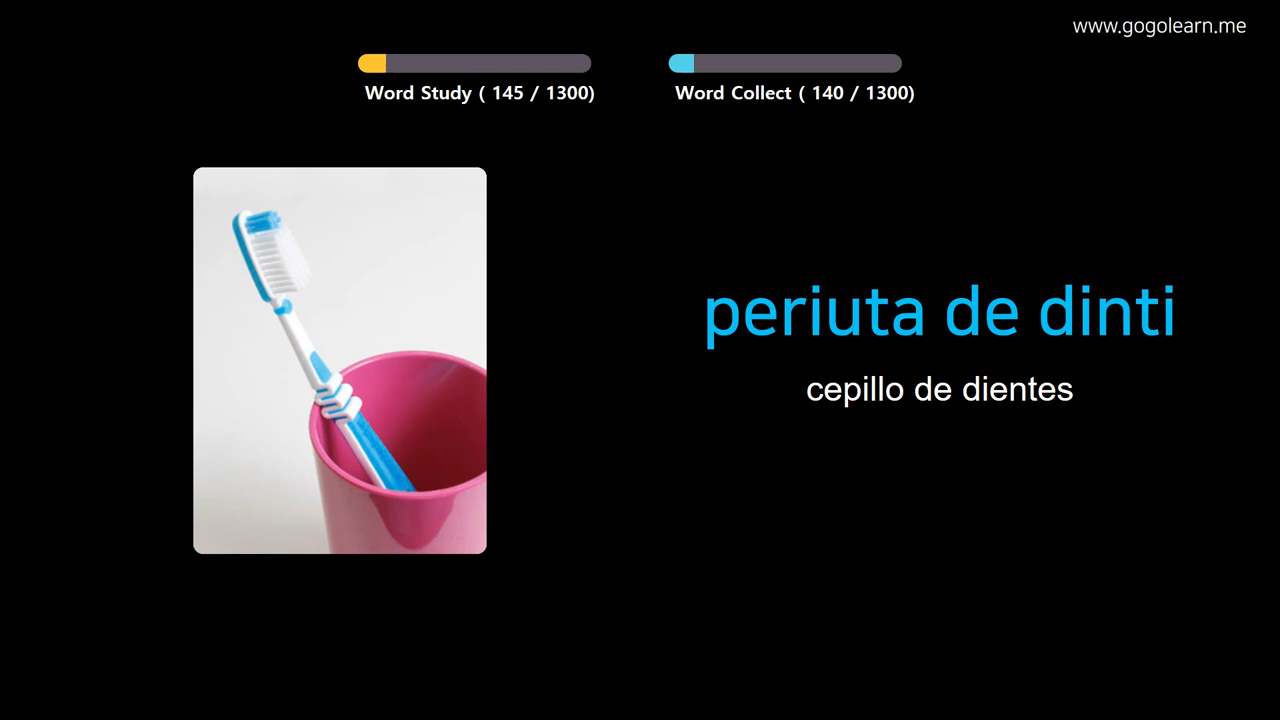 www.gogolearn.me
Word Study ( 145 / 1300)
Word Collect ( 140 / 1300)
periuta de dinti
cepillo de dientes